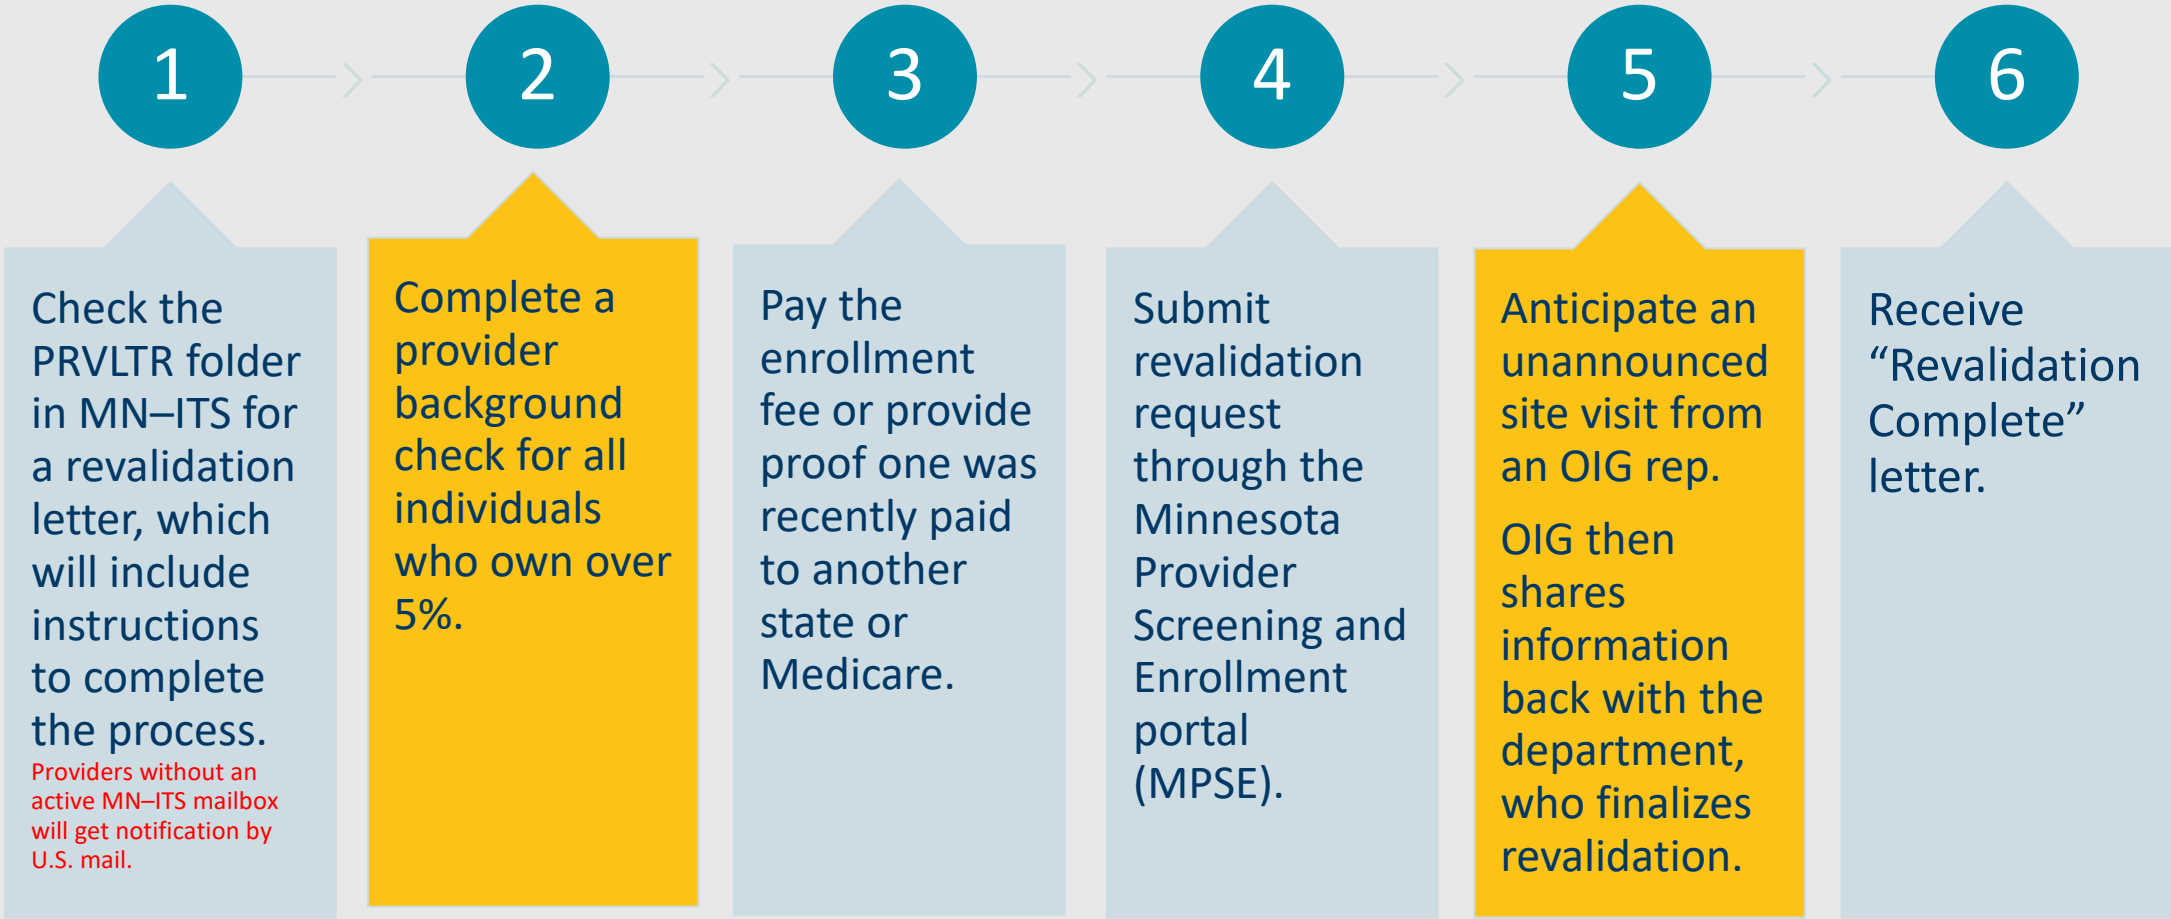 1
2
3
4
5
6
Check the
PRVLTR folder
in MN–ITS for
a revalidation
letter, which
will include
instructions
to complete
the process.
Providers without an
active MN–ITS mailbox
will get notification by
U.S. mail.
Complete a
provider
background
check for all
individuals
who own over
5%.
Pay the
enrollment
fee or provide
proof one was
recently paid
to another
state or
Medicare.
Submit
revalidation
request
through the
Minnesota
Provider
Screening and
Enrollment
portal
(MPSE).
Anticipate an
unannounced
site visit from
an OIG rep.
OIG then
shares
information
back with the
department,
who finalizes
revalidation.
Receive
“Revalidation
Complete”
letter.